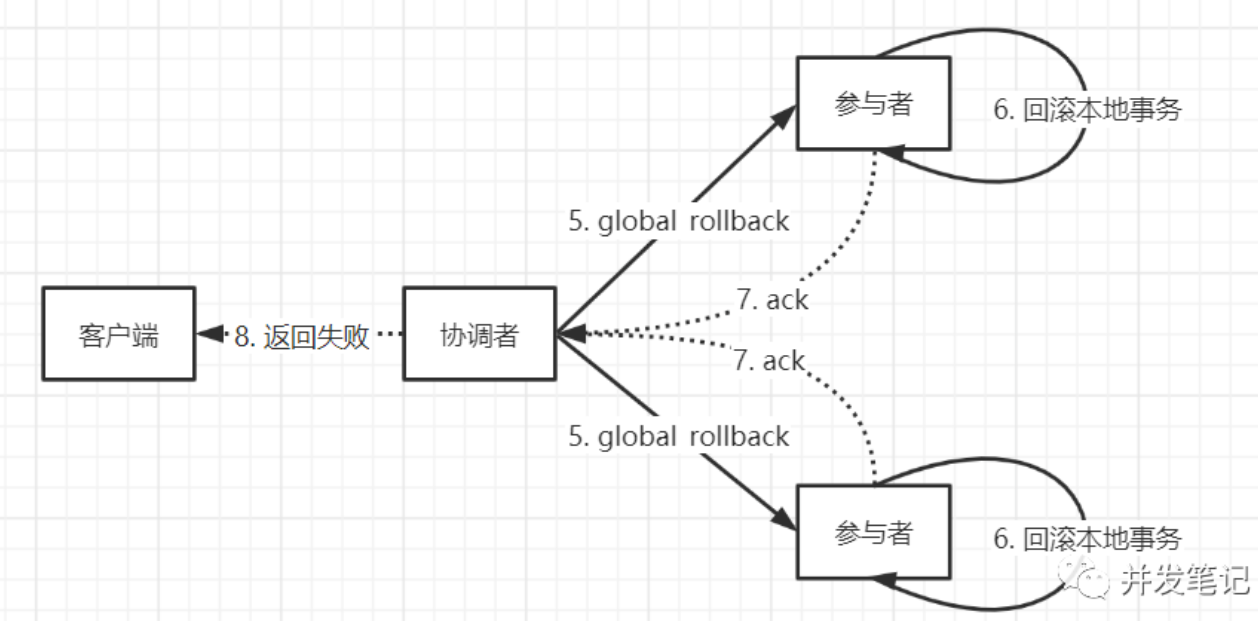 参与者
6. 回滚本地事务
5. global rollback
7. ack
客户端
8. 返回失败
协调者
7. ack
5. global rollback
参与者
6. 回滚本地事务
并发笔记